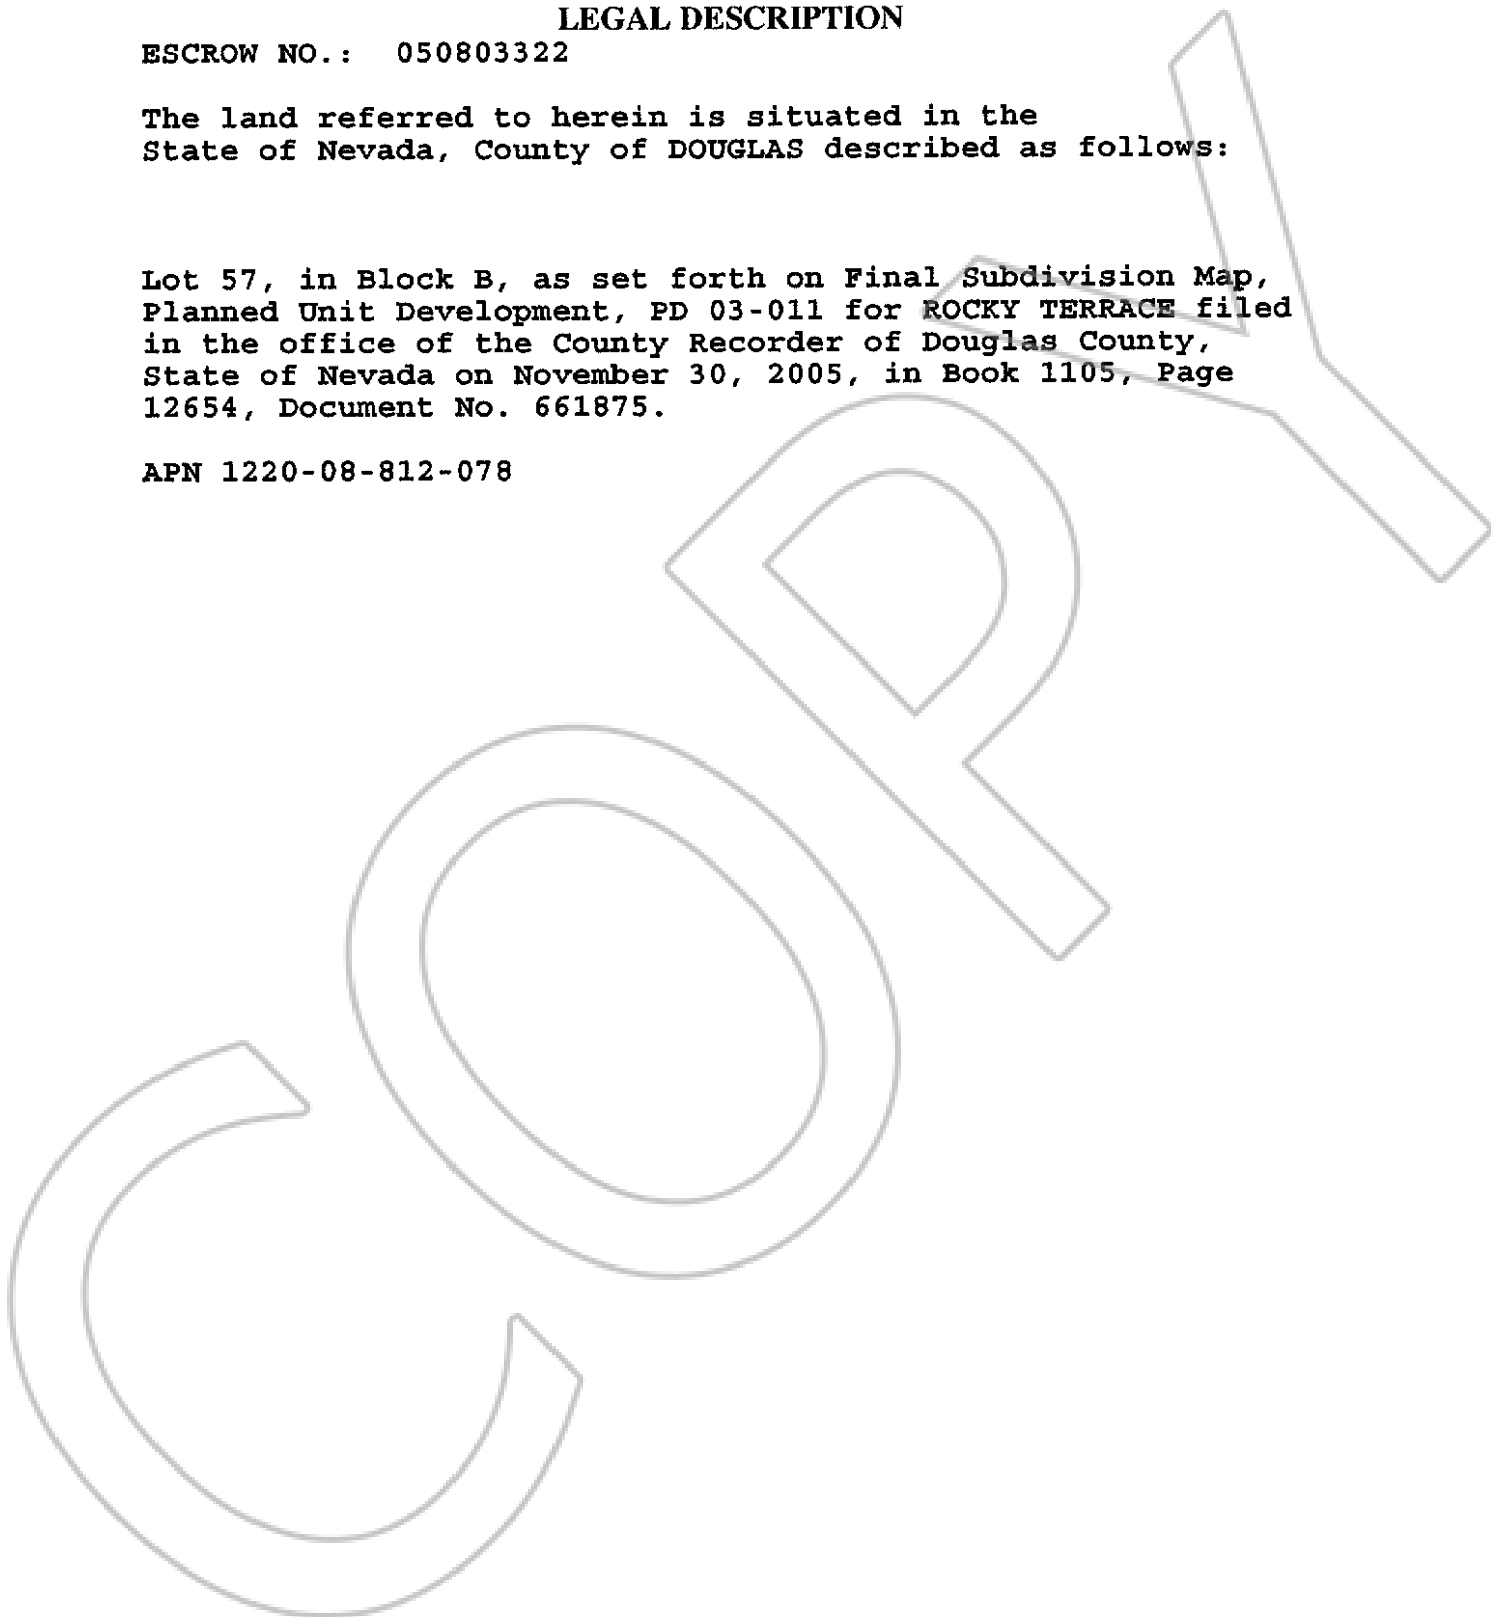 LEGAL DESCRIPTION
ESCROW NO.: 050803322
The land referred to herein is situated in the
State of Nevada, County of DOUGLAS described as follows:
Lot 57, in Block B, as set forth on Final Subdivision Map,
Planned Unit Development, PD 03-011 for ROCKY TERRACE filed
in the office of the County Recorder of Douglas County,
State of Nevada on November 30, 2005, in Book 1105, Page
12654, Document No. 661875.
APN 1220-08-812-078
COPY